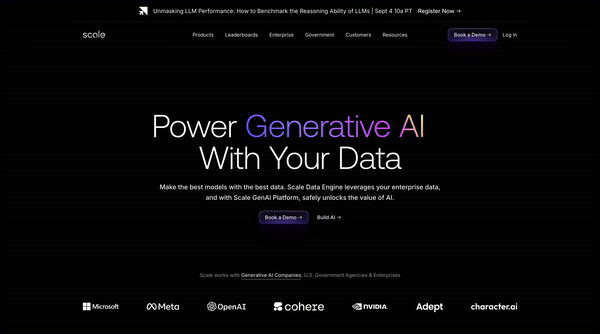 Unmasking LLM Performance: How to Benchmark the Reasoning Ability of LLMs | Sept 4 10a PT Register Now →
scale Products Leaderboards Enterprise Government Customers Resources Book a Demo → Log In
Power Generative AI
With Your Data
Make the best models with the best data. Scale Data Engine leverages your enterprise data,
and with Scale GenAI Platform, safely unlocks the value of AI.
Book a Demo → Build AI →
Scale works with Generative AI Companies, U.S. Government Agencies & Enterprises
Microsoft Meta OpenAI cohere NVIDIA Adept character.ai